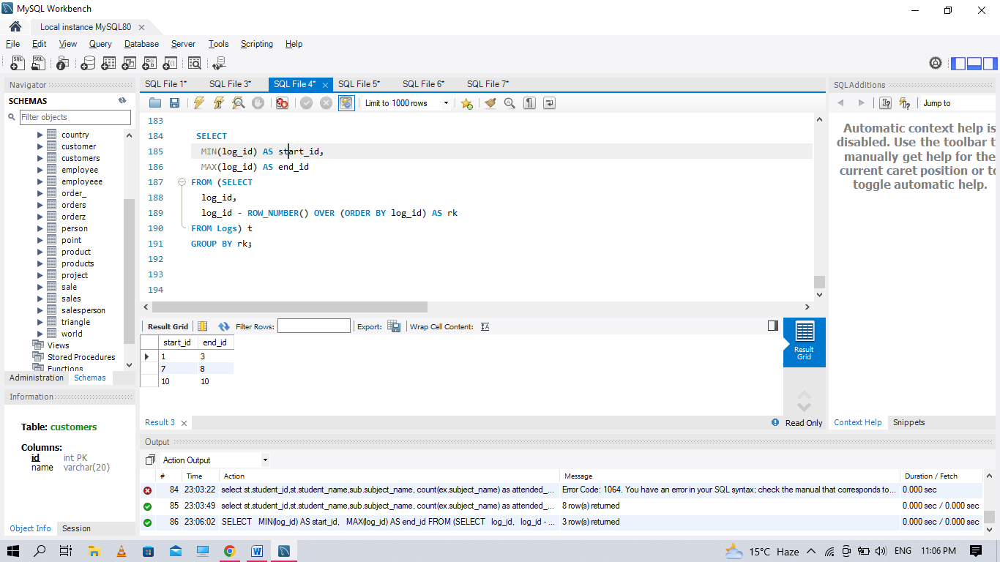 MySQL Workbench
Local instance MySQL80
File Edit View Query Database Server Tools Scripting Help
Navigator
SCHEMAS
Filter objects
country
customer
customers
employee
employeee
order_
orders
orderz
person
point
product
products
project
sale
sales
salesperson
triangle
world
Views
Stored Procedures
Functions
Administration Schemas
Information
Table: customers
Columns:
id int PK
name varchar(20)
Object Info Session
SQL File 1* SQL File 3* SQL File 4* SQL File 5* SQL File 6* SQL File 7*
Limit to 1000 rows
183
184 SELECT
185 MIN(log_id) AS start_id,
186 MAX(log_id) AS end_id
187 FROM (SELECT
188 log_id,
189 log_id - ROW_NUMBER() OVER (ORDER BY log_id) AS rk
190 FROM Logs) t
191 GROUP BY rk;
192
193
194
Result Grid Filter Rows: Export: Wrap Cell Content:
start_id end_id
1 3
7 8
10 10
Result Grid
Result 3 Read Only
Output
Action Output
# Time Action Message Duration / Fetch
84 23:03:22 select st.student_id,st.student_name,sub.subject_name, count(ex.subject_name) as attended_... Error Code: 1064. You have an error in your SQL syntax; check the manual that corresponds to... 0.000 sec
85 23:03:49 select st.student_id,st.student_name,sub.subject_name, count(ex.subject_name) as attended_... 8 row(s) returned 0.000 sec / 0.000 sec
86 23:06:02 SELECT MIN(log_id) AS start_id, MAX(log_id) AS end_id FROM (SELECT log_id, log_id - ... 3 row(s) returned 0.000 sec / 0.000 sec
SQLAdditions
Jump to
Automatic context help is
disabled. Use the toolbar t
manually get help for the
current caret position or to
toggle automatic help.
Context Help Snippets
15°C Haze ENG 11:06 PM